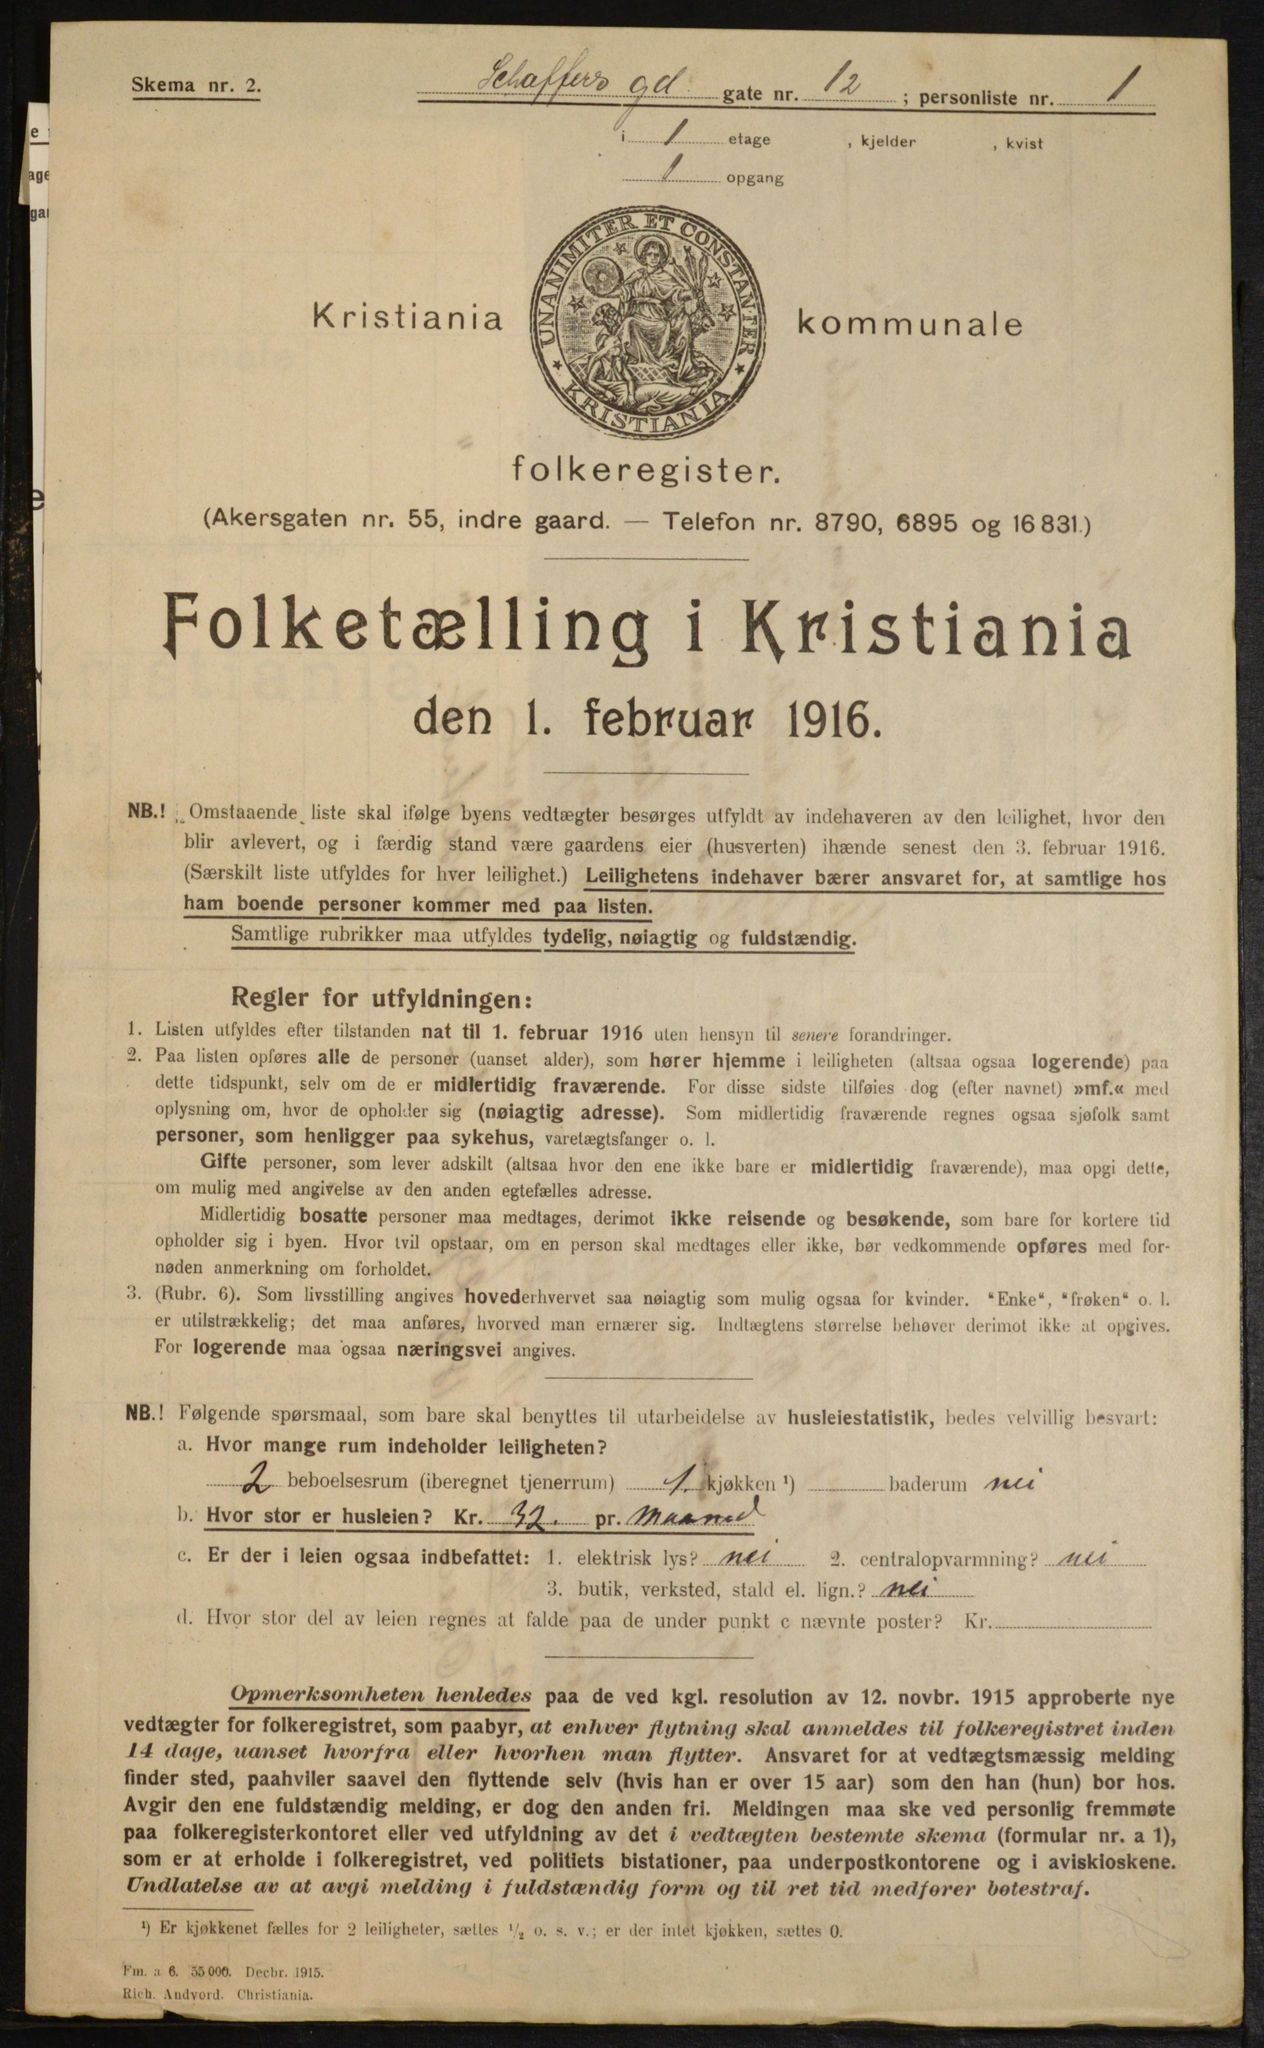 Skema nr. 2.
Schaffers gd. gate nr. 12 ; personliste nr. 1
i 1 etage , kjelder , kvist
1 opgang
UNANIMITER ET CONSTANTER
★ KRISTIANIA ★
Kristiania kommunale
folkeregister.
(Akersgaten nr. 55, indre gaard. — Telefon nr. 8790, 6895 og 16 831.)
Folketælling i Kristiania
den 1. februar 1916.
NB.! Omstaaende liste skal ifølge byens vedtægter besørges utfyldt av indehaveren av den leilighet, hvor den
blir avlevert, og i færdig stand være gaardens eier (husverten) ihænde senest den 3. februar 1916.
(Særskilt liste utfyldes for hver leilighet.) Leilighetens indehaver bærer ansvaret for, at samtlige hos
ham boende personer kommer med paa listen.
Samtlige rubrikker maa utfyldes tydelig, nøiagtig og fuldstændig.
Regler for utfyldningen:
1. Listen utfyldes efter tilstanden nat til 1. februar 1916 uten hensyn til senere forandringer.
2. Paa listen opføres alle de personer (uanset alder), som hører hjemme i leiligheten (altsaa ogsaa logerende) paa
dette tidspunkt, selv om de er midlertidig fraværende. For disse sidste tilføies dog (efter navnet) »mf.« med
oplysning om, hvor de opholder sig (nøiagtig adresse). Som midlertidig fraværende regnes ogsaa sjøfolk samt
personer, som henligger paa sykehus, varetægtsfanger o. l.
Gifte personer, som lever adskilt (altsaa hvor den ene ikke bare er midlertidig fraværende), maa opgi dette,
om mulig med angivelse av den anden egtefælles adresse.
Midlertidig bosatte personer maa medtages, derimot ikke reisende og besøkende, som bare for kortere tid
opholder sig i byen. Hvor tvil opstaar, om en person skal medtages eller ikke, bør vedkommende opføres med for-
nøden anmerkning om forholdet.
3. (Rubr. 6). Som livsstilling angives hovederhvervet saa nøiagtig som mulig ogsaa for kvinder. "Enke", "frøken" o. l.
er utilstrækkelig; det maa anføres, hvorved man ernærer sig. Indtægtens størrelse behøver derimot ikke at opgives.
For logerende maa ogsaa næringsvei angives.
NB.! Følgende spørsmaal, som bare skal benyttes til utarbeidelse av husleiestatistik, bedes velvillig besvart:
a. Hvor mange rum indeholder leiligheten?
2 beboelsesrum (iberegnet tjenerrum) 1. kjøkken ¹) baderum nei
b. Hvor stor er husleien? Kr. 32. pr. Maaned
c. Er der i leien ogsaa indbefattet: 1. elektrisk lys? nei 2. centralopvarmning? nei
3. butik, verksted, stald el. lign.? nei
d. Hvor stor del av leien regnes at falde paa de under punkt c nævnte poster? Kr.
Opmerksomheten henledes paa de ved kgl. resolution av 12. novbr. 1915 approberte nye
vedtægter for folkeregistret, som paabyr, at enhver flytning skal anmeldes til folkeregistret inden
14 dage, uanset hvorfra eller hvorhen man flytter. Ansvaret for at vedtægtsmæssig melding
finder sted, paahviler saavel den flyttende selv (hvis han er over 15 aar) som den han (hun) bor hos.
Avgir den ene fuldstændig melding, er dog den anden fri. Meldingen maa ske ved personlig fremmøte
paa folkeregisterkontoret eller ved utfyldning av det i vedtægten bestemte skema (formular nr. a 1),
som er at erholde i folkeregistret, ved politiets bistationer, paa underpostkontorene og i aviskioskene.
Undlatelse av at avgi melding i fuldstændig form og til ret tid medfører bøtestraf.
¹) Er kjøkkenet fælles for 2 leiligheter, sættes ¹/₂ o. s. v.; er der intet kjøkken, sættes 0.
Fm. a 6. 55 000. Decbr. 1915.
Rich. Andvord. Christiania.